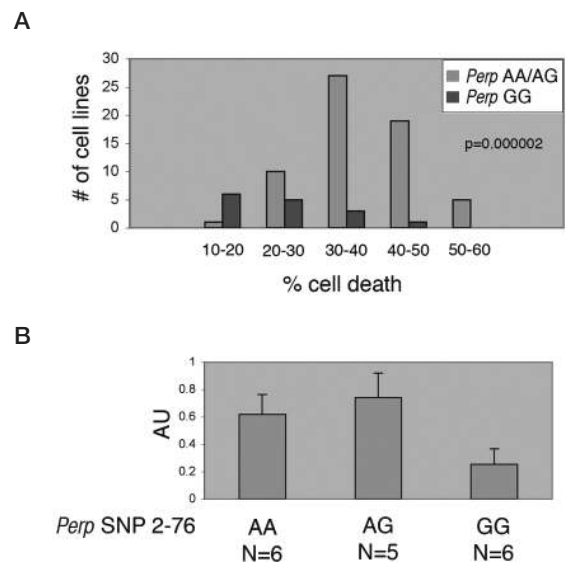 A
30
25
20
15
10
5
0
# of cell lines
Perp AA/AG
Perp GG
p=0.000002
10-20 20-30 30-40 40-50 50-60
% cell death
B
1
0.8
0.6
0.4
0.2
0
AU
Perp SNP 2-76 AA AG GG
N=6 N=5 N=6